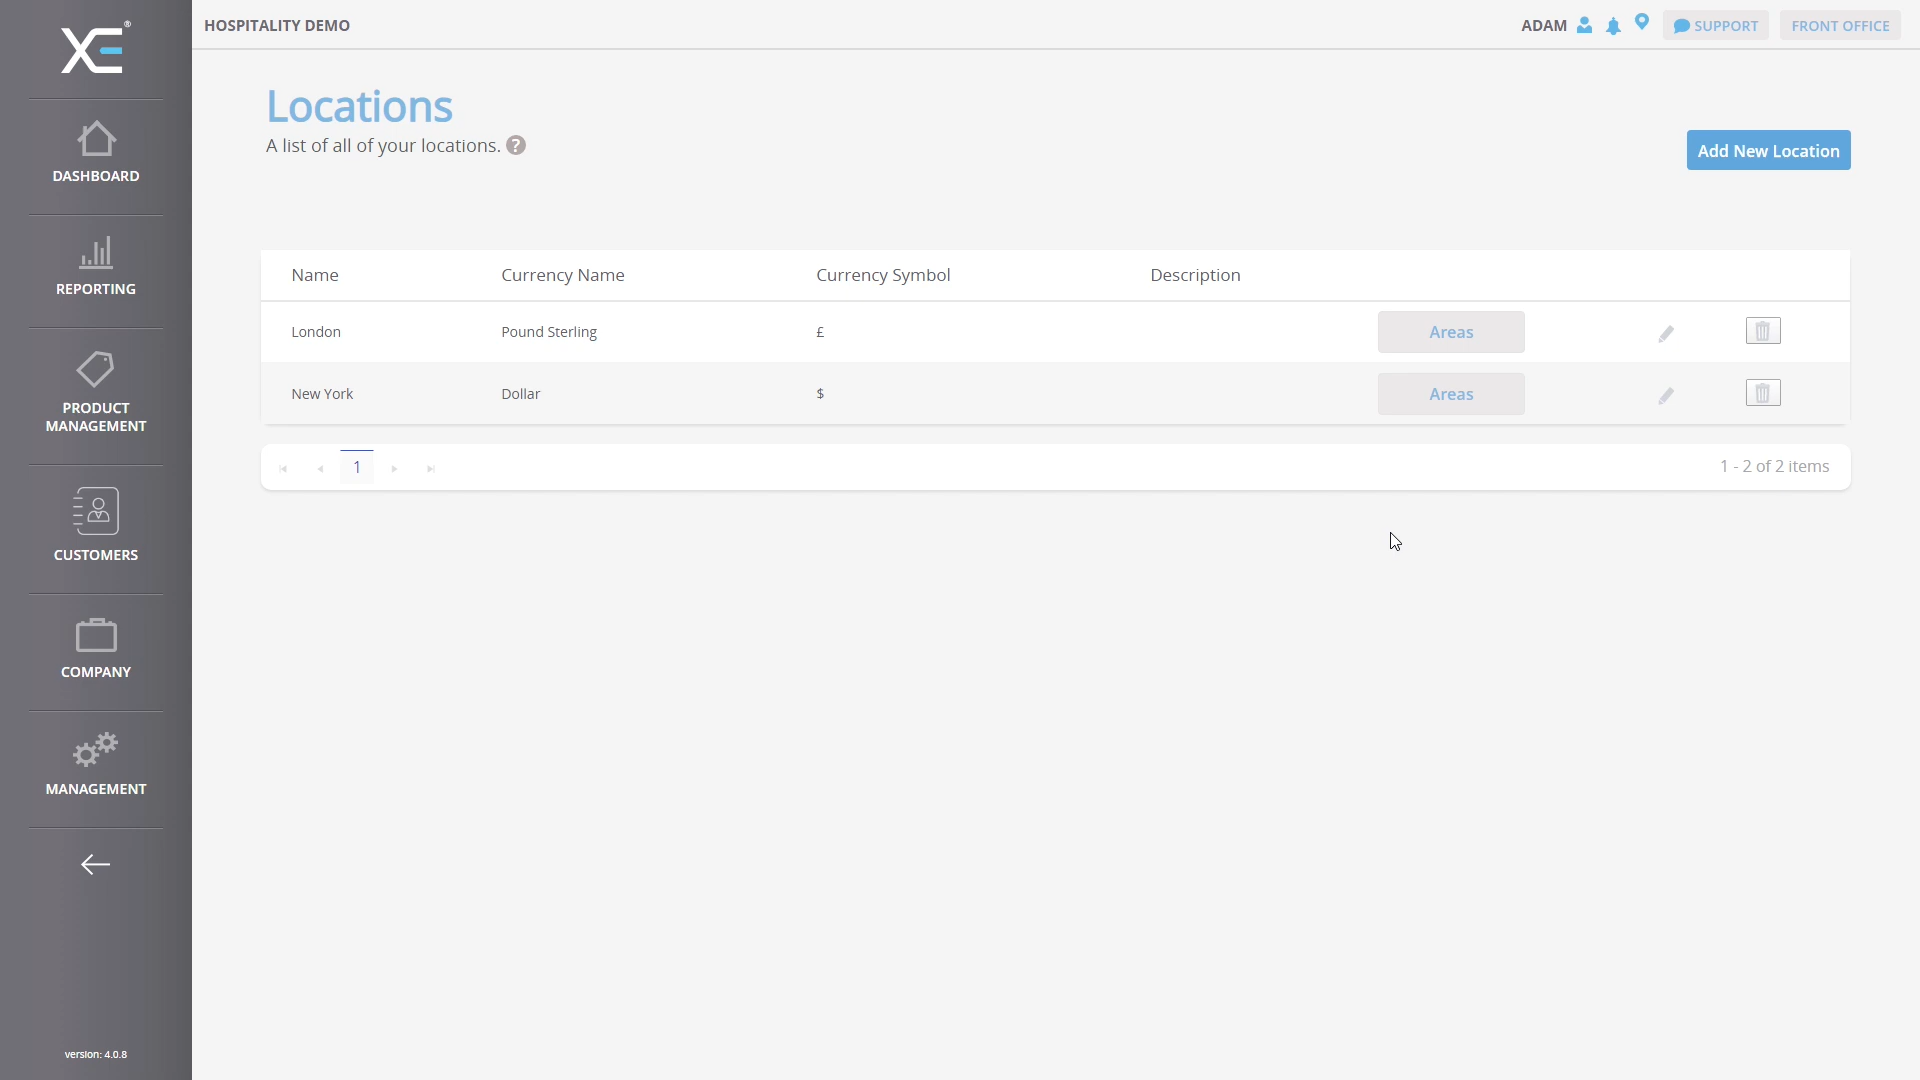 HOSPITALITY DEMO
ADAM
SUPPORT
FRONT OFFICE
XE®
DASHBOARD
REPORTING
PRODUCT
MANAGEMENT
CUSTOMERS
COMPANY
MANAGEMENT
version: 4.0.8
Locations
A list of all of your locations. ?
Add New Location
Name Currency Name Currency Symbol Description
London Pound Sterling £ Areas
New York Dollar $ Areas
1 1 - 2 of 2 items